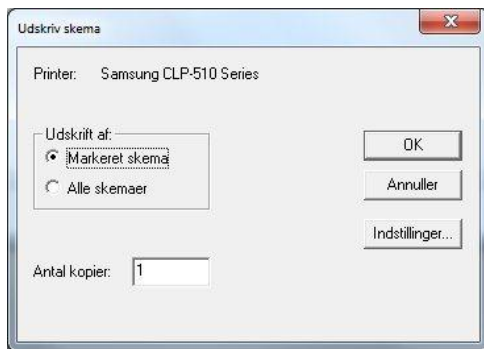 Udskriv skema
Printer: Samsung CLP-510 Series
Udskrift af:
Markeret skema
Alle skemaer
OK
Annuller
Indstillinger...
Antal kopier: 1